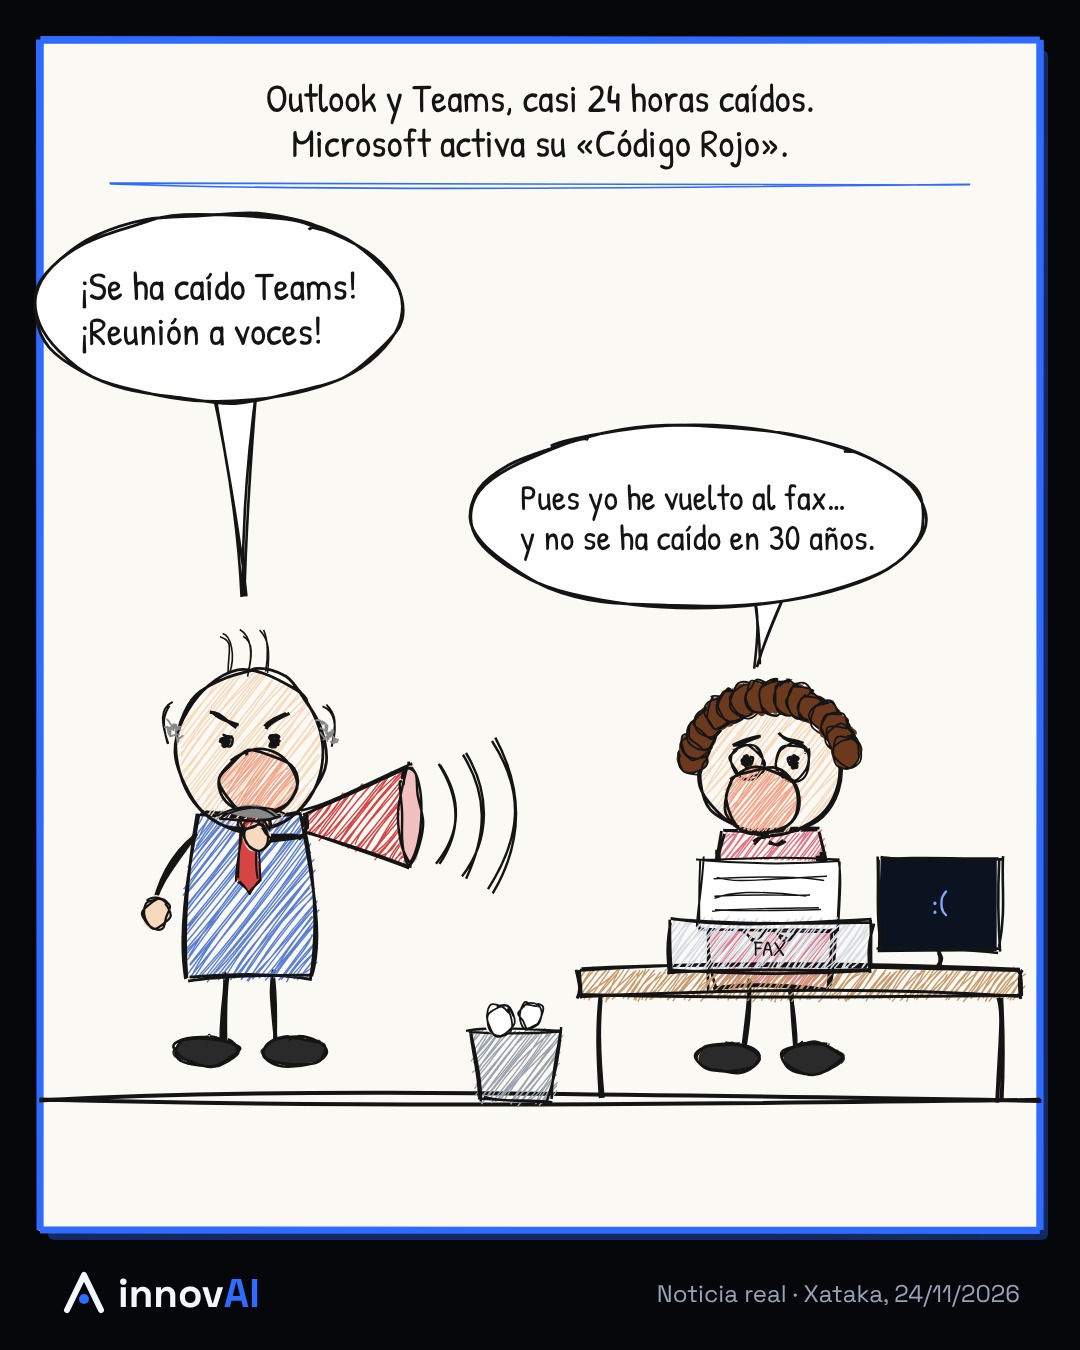 Outlook y Teams, casi 24 horas caídos.
Microsoft activa su «Código Rojo».
¡Se ha caído Teams!
¡Reunión a voces!
Pues yo he vuelto al fax...
y no se ha caído en 30 años.
FAX
:(
innovAI
Noticia real · Xataka, 24/11/2026